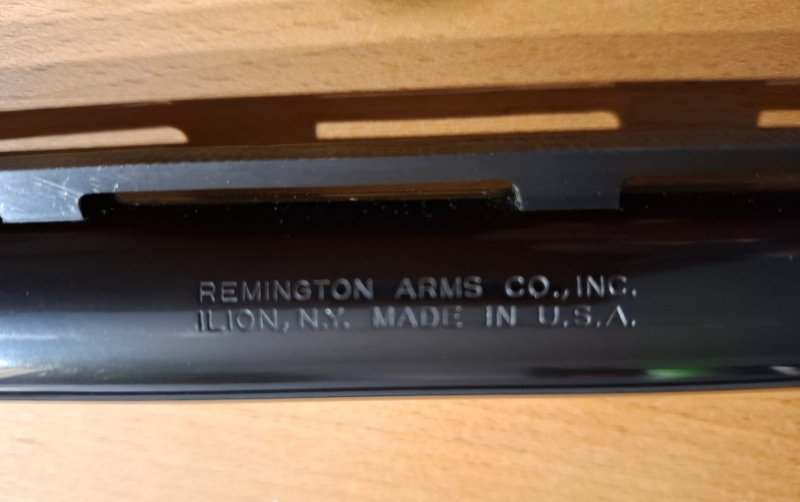 REMINGTON ARMS CO., INC.
ILION, N.Y. MADE IN U.S.A.